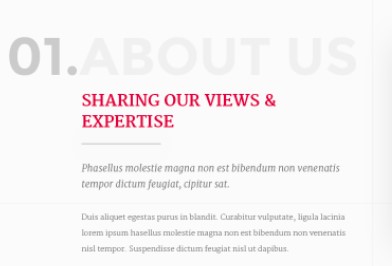 01.ABOUT US
SHARING OUR VIEWS &
EXPERTISE
Phasellus molestie magna non est bibendum non venenatis
tempor dictum feugiat, cipitur sat.
Duis aliquet egestas purus in blandit. Curabitur vulputate, ligula lacinia
lorem ipsum hasellus molestie magna non est bibendum non venenatis
nisl tempor. Suspendisse dictum feugiat nisl ut dapibus.